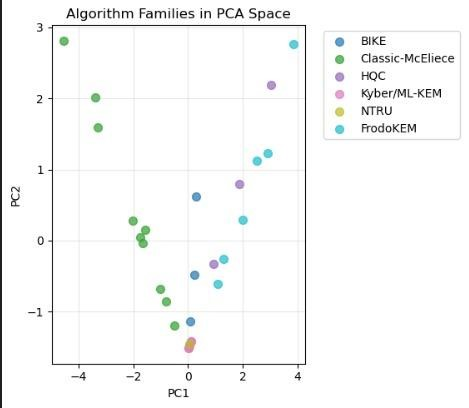 Algorithm Families in PCA Space
3
2
1
0
−1
PC2
−4
−2
0
2
4
PC1
BIKE
Classic-McEliece
HQC
Kyber/ML-KEM
NTRU
FrodoKEM